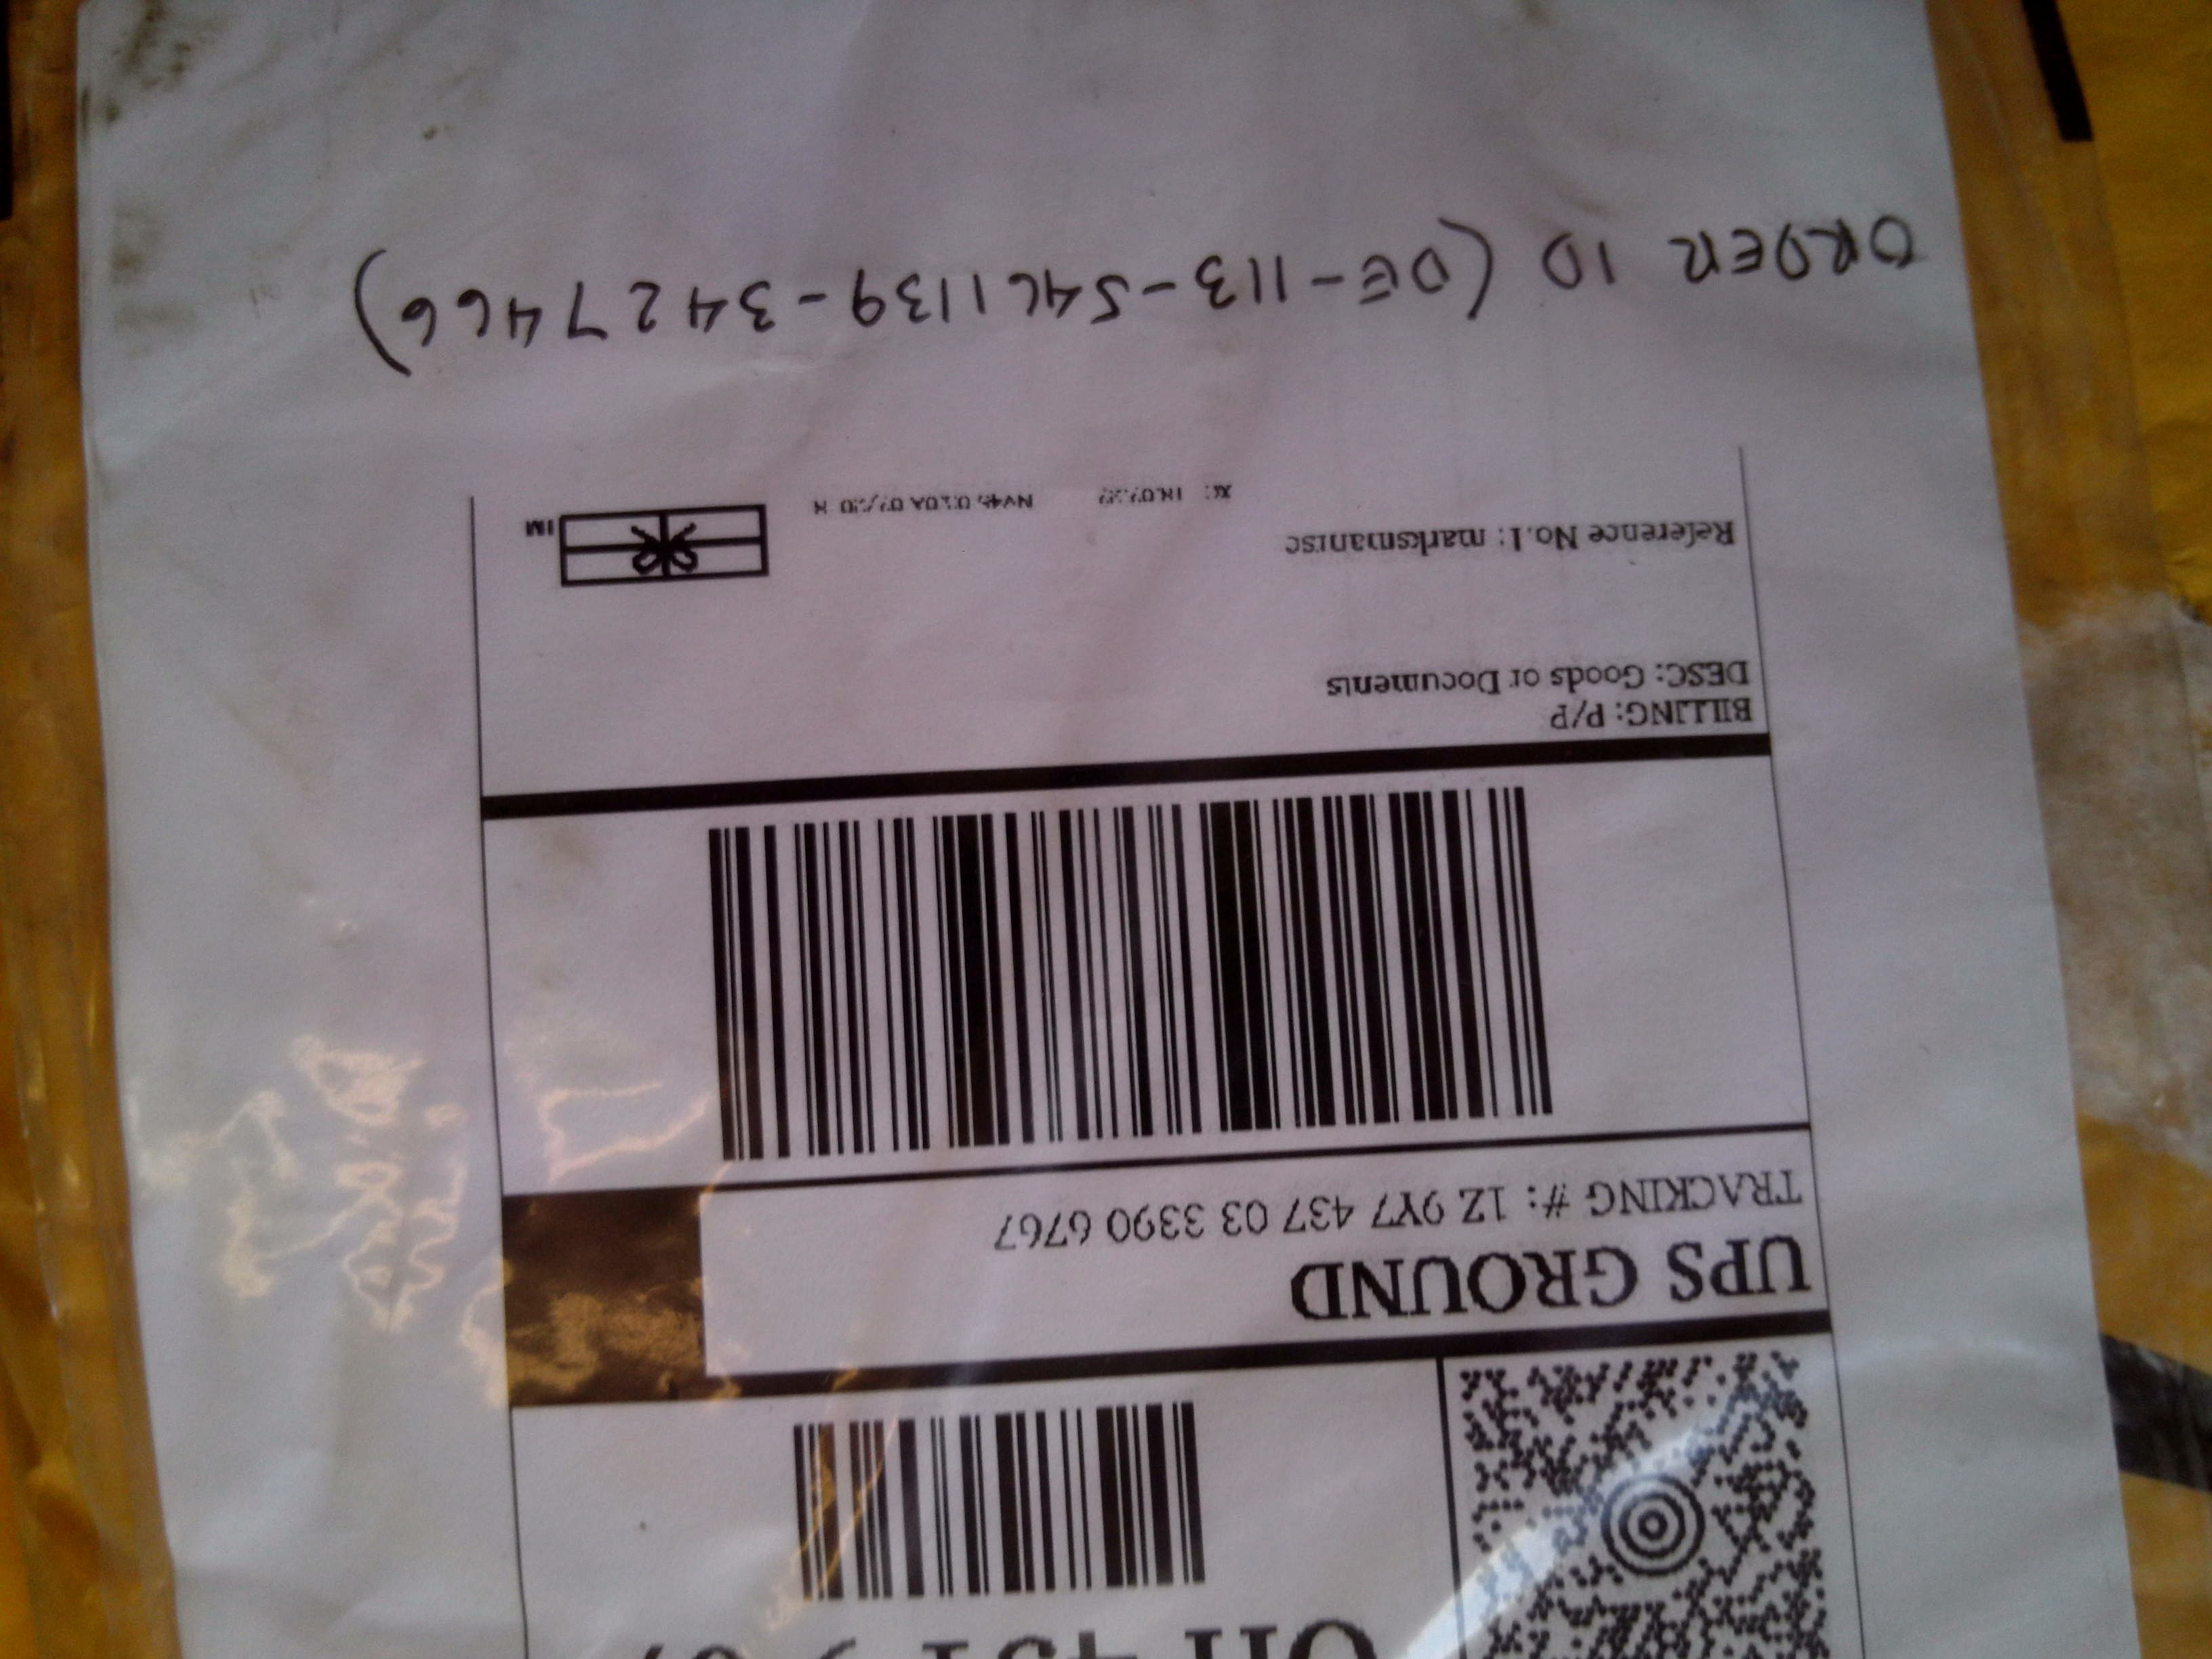 UPS GROUND
TRACKING #: 1Z 9Y7 437 03 3390 6767
BILLING: P/P
DESC: Goods or Documents
Reference No.1: marksmanisc
ORDER ID (DE-113-5461139-3427466)